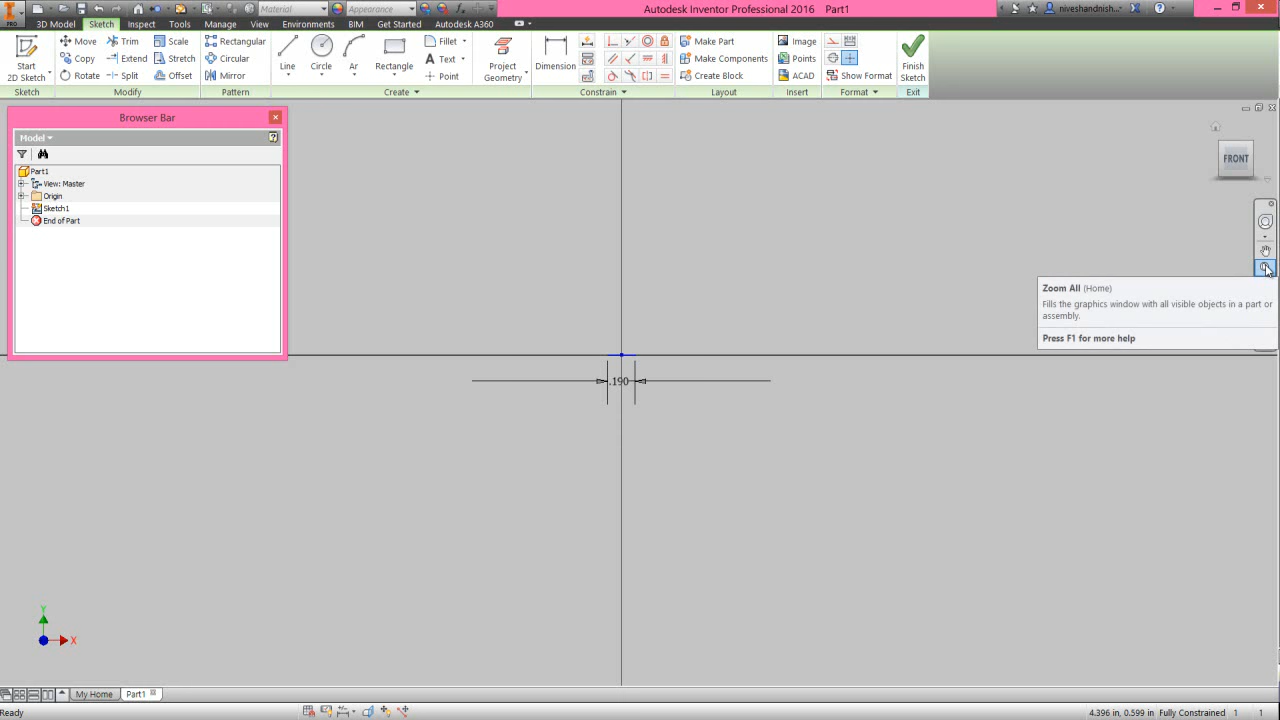 Material
Appearance
Autodesk Inventor Professional 2016 Part1
niveshandnish...
PRO
3D Model Sketch Inspect Tools Manage View Environments BIM Get Started Autodesk A360
Start
2D Sketch
Move Trim Scale
Copy Extend Stretch
Rotate Split Offset
Rectangular
Circular
Mirror
Line Circle Ar Rectangle
Fillet
Text
Point
Project
Geometry
Dimension
Make Part
Make Components
Create Block
Image
Points
ACAD
Show Format
Finish
Sketch
Sketch Modify Pattern Create Constrain Layout Insert Format Exit
Browser Bar
Model
Part1
View: Master
Origin
Sketch1
End of Part
FRONT
Zoom All (Home)
Fills the graphics window with all visible objects in a part or
assembly.
Press F1 for more help
.190
Y
X
My Home Part1
Ready
4.396 in, 0.599 in Fully Constrained 1 1